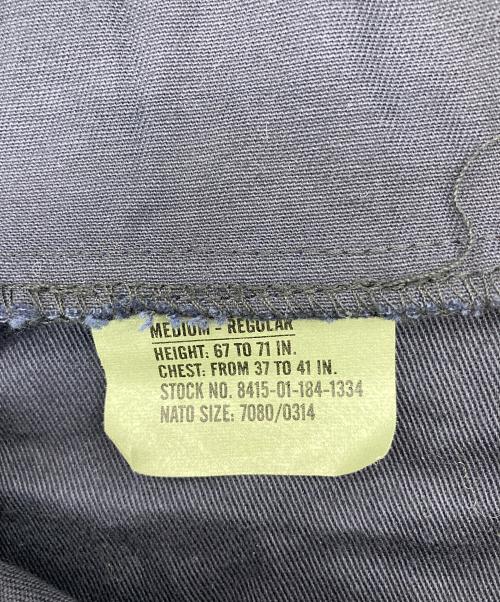 MEDIUM - REGULAR
HEIGHT: 67 TO 71 IN.
CHEST: FROM 37 TO 41 IN.
STOCK NO. 8415-01-184-1334
NATO SIZE: 7080/0314